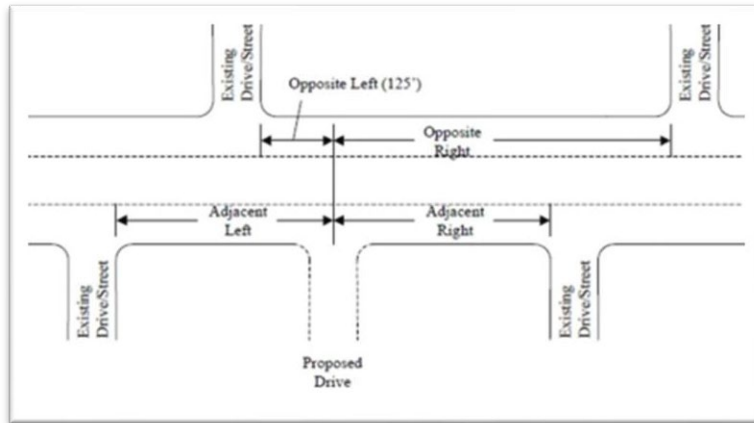 Existing
Drive/Street
Existing
Drive/Street
Opposite Left (125')
Opposite
Right
Adjacent
Left
Adjacent
Right
Existing
Drive/Street
Existing
Drive/Street
Proposed
Drive